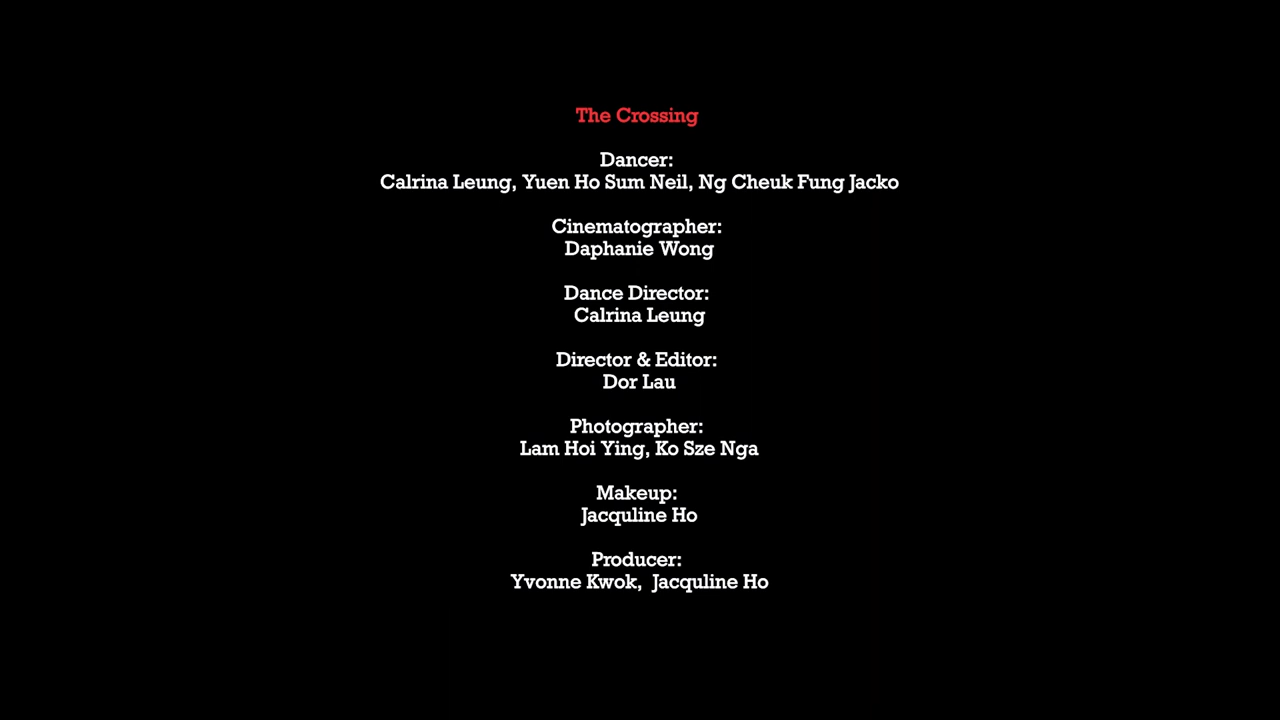 The Crossing
Dancer:
Calrina Leung, Yuen Ho Sum Neil, Ng Cheuk Fung Jacko
Cinematographer:
Daphanie Wong
Dance Director:
Calrina Leung
Director & Editor:
Dor Lau
Photographer:
Lam Hoi Ying, Ko Sze Nga
Makeup:
Jacquline Ho
Producer:
Yvonne Kwok, Jacquline Ho